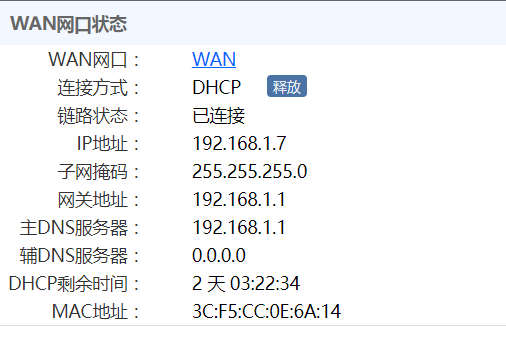 WAN网口状态
WAN网口： WAN
连接方式： DHCP 释放
链路状态： 已连接
IP地址： 192.168.1.7
子网掩码： 255.255.255.0
网关地址： 192.168.1.1
主DNS服务器： 192.168.1.1
辅DNS服务器： 0.0.0.0
DHCP剩余时间： 2 天 03:22:34
MAC地址： 3C:F5:CC:0E:6A:14